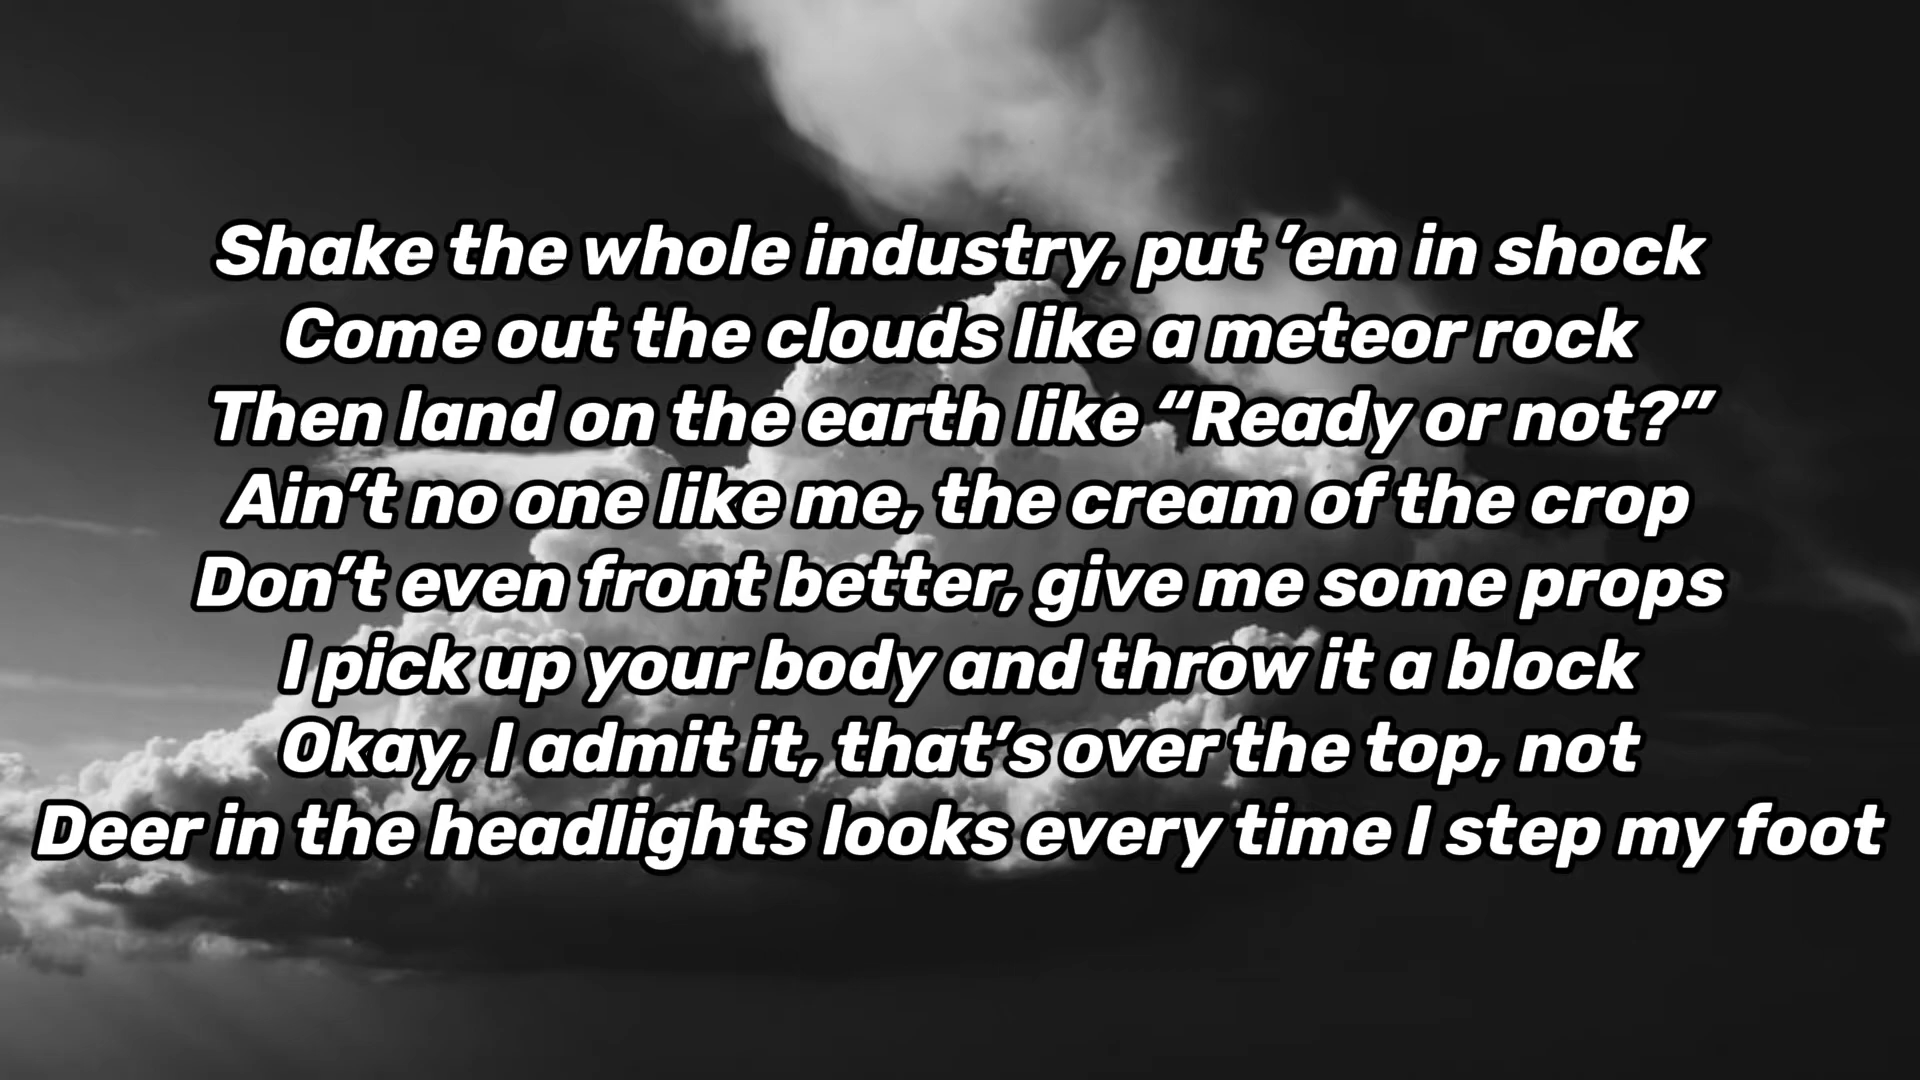 Shake the whole industry, put ’em in shock
Come out the clouds like a meteor rock
Then land on the earth like “Ready or not?”
Ain’t no one like me, the cream of the crop
Don’t even front better, give me some props
I pick up your body and throw it a block
Okay, I admit it, that’s over the top, not
Deer in the headlights looks every time I step my foot